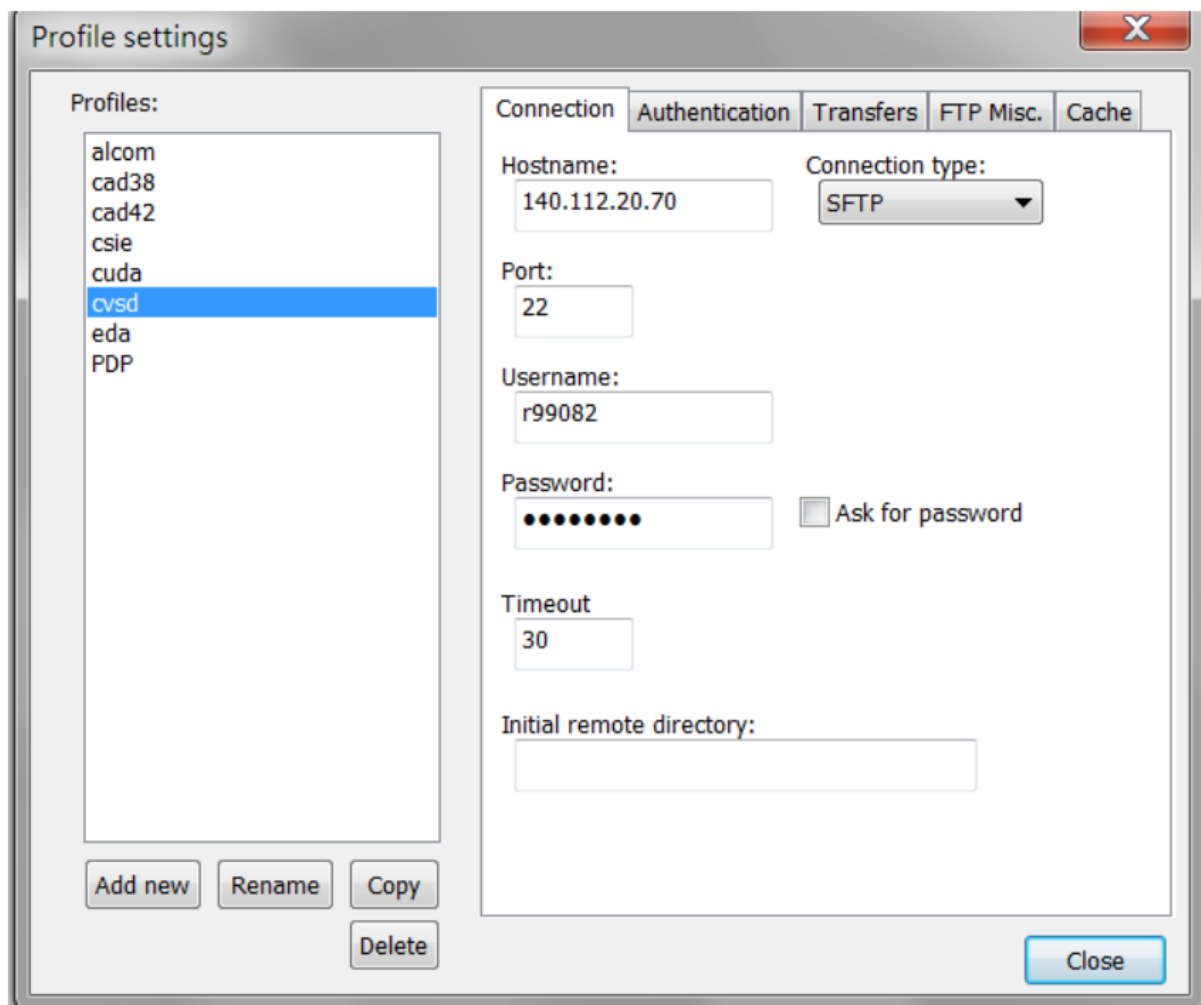 Profile settings
Profiles:
alcom
cad38
cad42
csie
cuda
cvsd
eda
PDP
Add new Rename Copy
Delete
Connection Authentication Transfers FTP Misc. Cache
Hostname: Connection type:
140.112.20.70 SFTP
Port:
22
Username:
r99082
Password:
●●●●●●●● Ask for password
Timeout
30
Initial remote directory:
Close